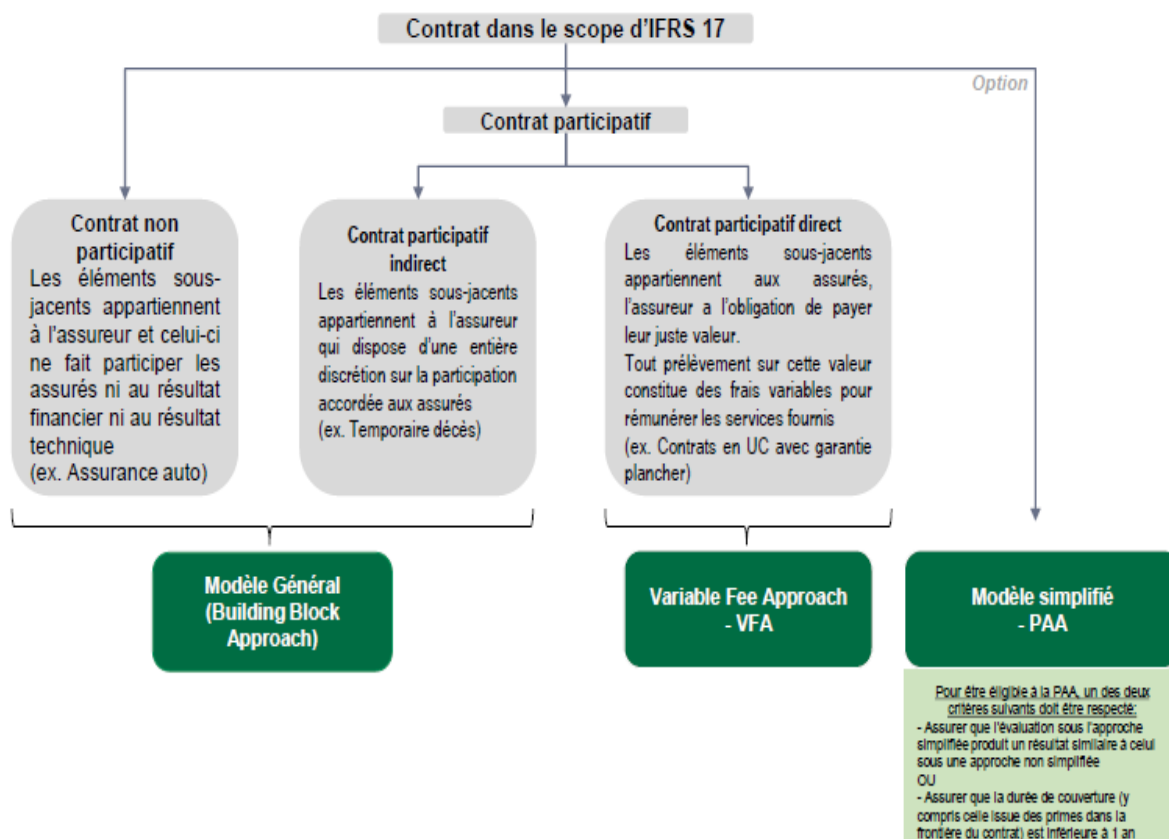 Contrat dans le scope d'IFRS 17
Option
Contrat participatif
Contrat non
participatif
Les éléments sous-
jacents appartiennent
à l'assureur et celui-ci
ne fait participer les
assurés ni au résultat
financier ni au résultat
technique
(ex. Assurance auto)
Contrat participatif
indirect
Les éléments sous-jacents
appartiennent à l'assureur
qui dispose d'une entière
discrétion sur la participation
accordée aux assurés
(ex. Temporaire décès)
Contrat participatif direct
Les éléments sous-jacents
appartiennent aux assurés,
l'assureur a l'obligation de payer
leur juste valeur.
Tout prélèvement sur cette valeur
constitue des frais variables pour
rémunérer les services fournis
(ex. Contrats en UC avec garantie
plancher)
Modèle Général
(Building Block
Approach)
Variable Fee Approach
- VFA
Modèle simplifié
- PAA
Pour être éligible à la PAA, un des deux
critères suivants doit être respecté:
- Assurer que l'évaluation sous l'approche
simplifiée produit un résultat similaire à celui
sous une approche non simplifiée
OU
- Assurer que la durée de couverture (y
compris celle issue des primes dans la
frontière du contrat) est inférieure à 1 an